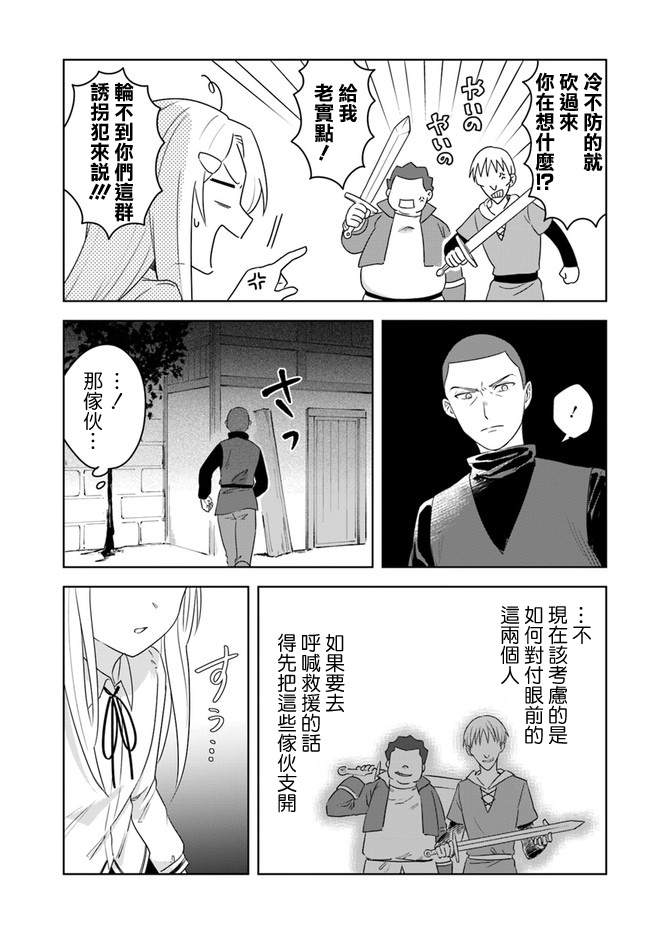 冷不防的就
砍過來
你在想什麼!?
やいの
やいの
給我
老實點!
輪不到你們這群
誘拐犯來說!!!
!
…!
那傢伙…
…不
現在該考慮的是
如何對付眼前的
這兩個人
如果要去
呼喊救援的話
得先把這些傢伙支開
すぅ…